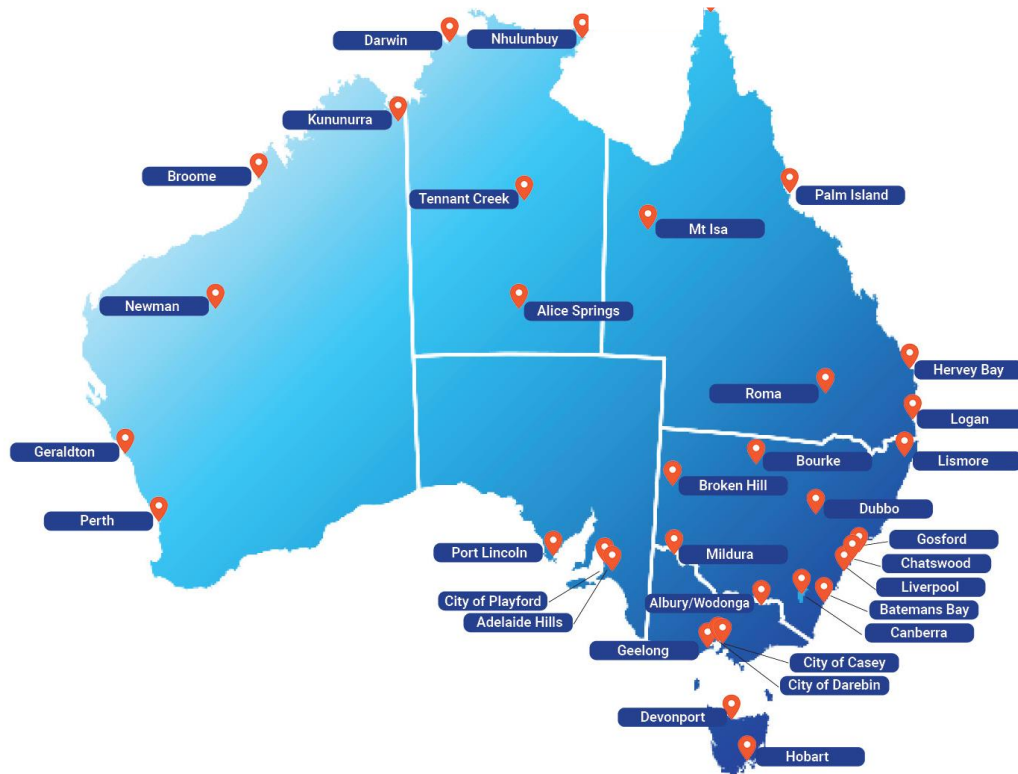 Nhulunbuy
Darwin
Kununurra
Broome
Tennant Creek
Palm Island
Mt Isa
Newman
Alice Springs
Hervey Bay
Roma
Logan
Geraldton
Bourke
Lismore
Broken Hill
Dubbo
Perth
Gosford
Port Lincoln
Mildura
Chatswood
Liverpool
City of Playford
Albury/Wodonga
Batemans Bay
Adelaide Hills
Canberra
Geelong
City of Casey
City of Darebin
Devonport
Hobart